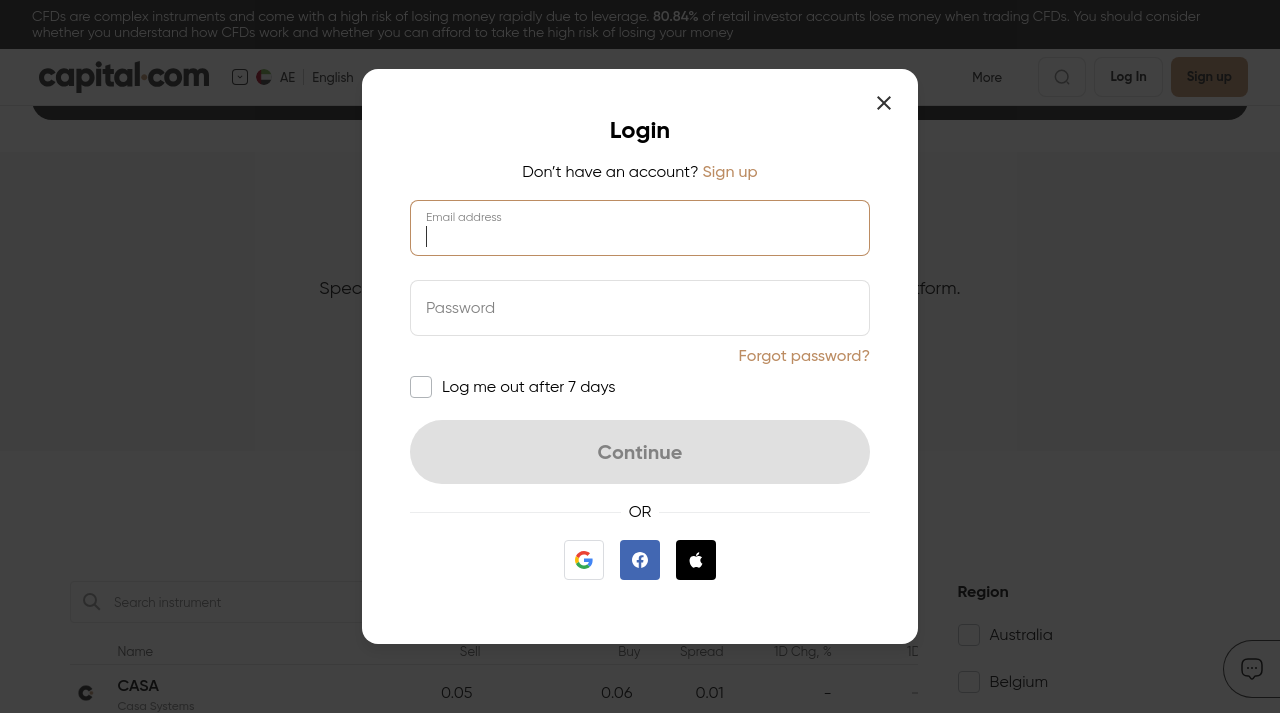 CFDs are complex instruments and come with a high risk of losing money rapidly due to leverage. 80.84% of retail investor accounts lose money when trading CFDs. You should consider
whether you understand how CFDs work and whether you can afford to take the high risk of losing your money
capital.com
AE
English
More
Log In
Sign up
Login
Don’t have an account? Sign up
Email address
Password
Forgot password?
Log me out after 7 days
Continue
OR
Search instrument
Region
Australia
Belgium
Name
Sell
Buy
Spread
1D Chg, %
CASA
0.05
0.06
0.01
-
Casa Systems